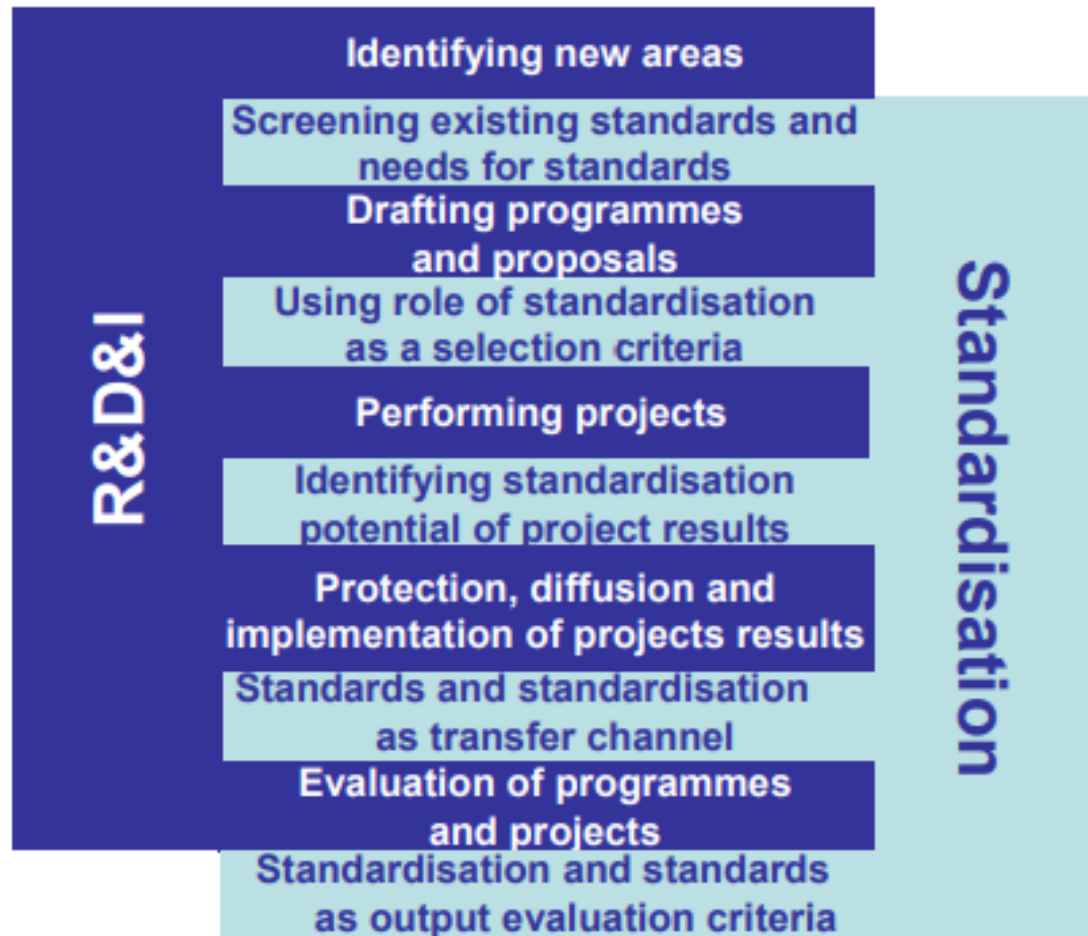 R&D&I
Identifying new areas
Screening existing standards and
needs for standards
Drafting programmes
and proposals
Using role of standardisation
as a selection criteria
Performing projects
Identifying standardisation
potential of project results
Protection, diffusion and
implementation of projects results
Standards and standardisation
as transfer channel
Evaluation of programmes
and projects
Standardisation and standards
as output evaluation criteria
Standardisation